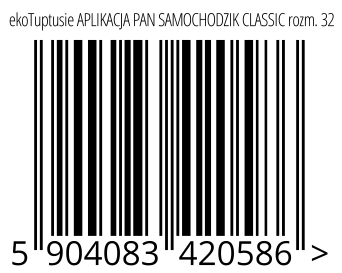 ekoTuptusie APLIKACJA PAN SAMOCHODZIK CLASSIC rozm. 32
5 904083 420586 >